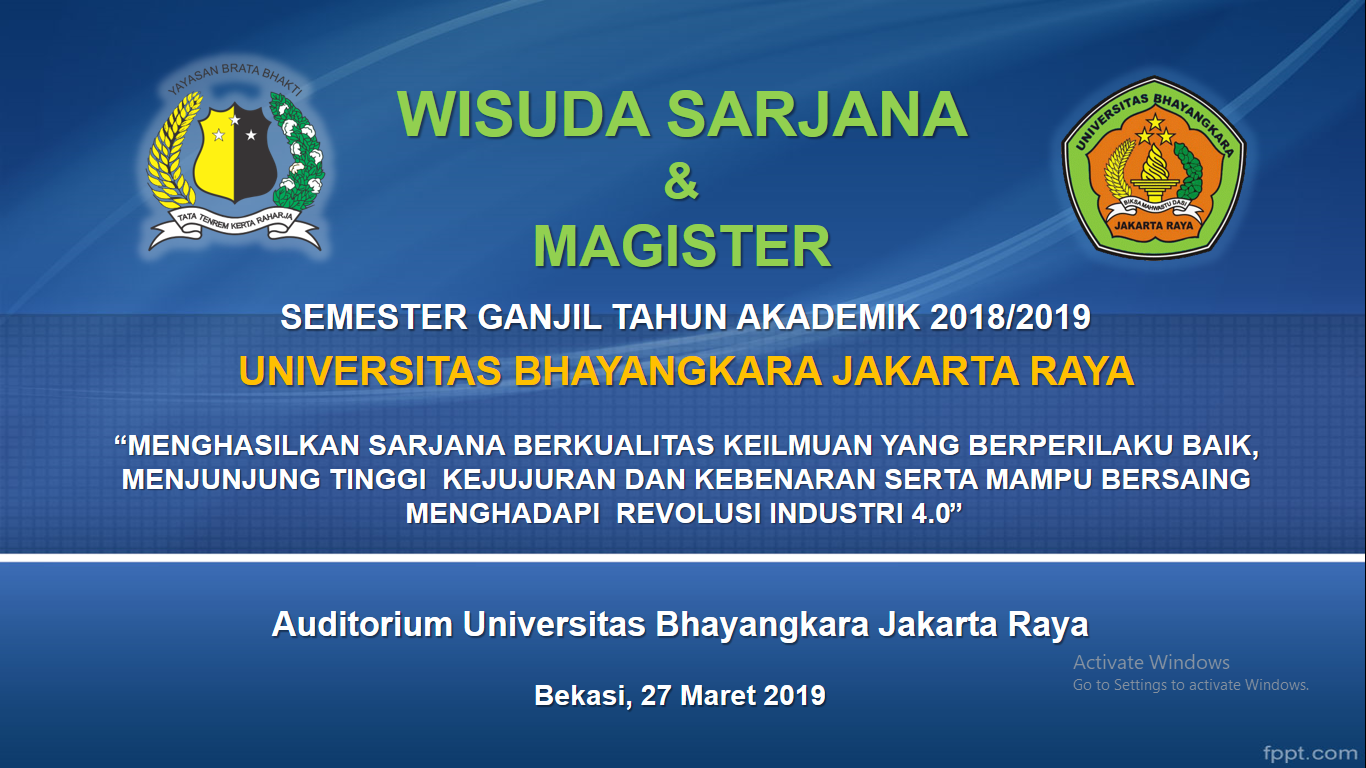 YAYASAN BRATA BHAKTI
TATA TENREM KERTA RAHARJA
WISUDA SARJANA
&
MAGISTER
UNIVERSITAS BHAYANGKARA
BIKSA MAHWASTU DASI
JAKARTA RAYA
SEMESTER GANJIL TAHUN AKADEMIK 2018/2019
UNIVERSITAS BHAYANGKARA JAKARTA RAYA
“MENGHASILKAN SARJANA BERKUALITAS KEILMUAN YANG BERPERILAKU BAIK,
MENJUNJUNG TINGGI KEJUJURAN DAN KEBENARAN SERTA MAMPU BERSAING
MENGHADAPI REVOLUSI INDUSTRI 4.0”
Auditorium Universitas Bhayangkara Jakarta Raya
Bekasi, 27 Maret 2019
Activate Windows
Go to Settings to activate Windows.
fppt.com